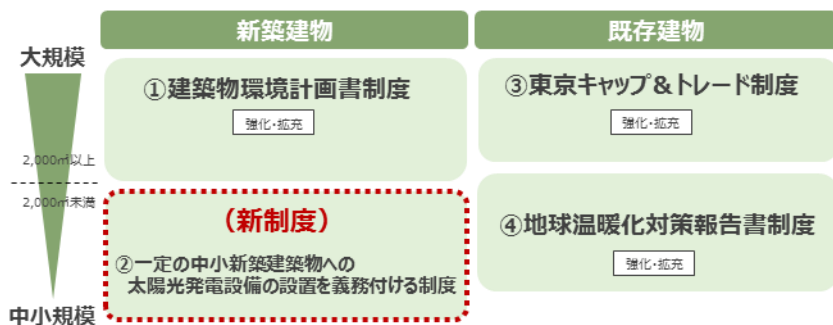 新築建物
既存建物
大規模
2,000㎡以上
2,000㎡未満
中小規模
①建築物環境計画書制度
強化・拡充
③東京キャップ&トレード制度
強化・拡充
(新制度)
②一定の中小新築建築物への
太陽光発電設備の設置を義務付ける制度
④地球温暖化対策報告書制度
強化・拡充